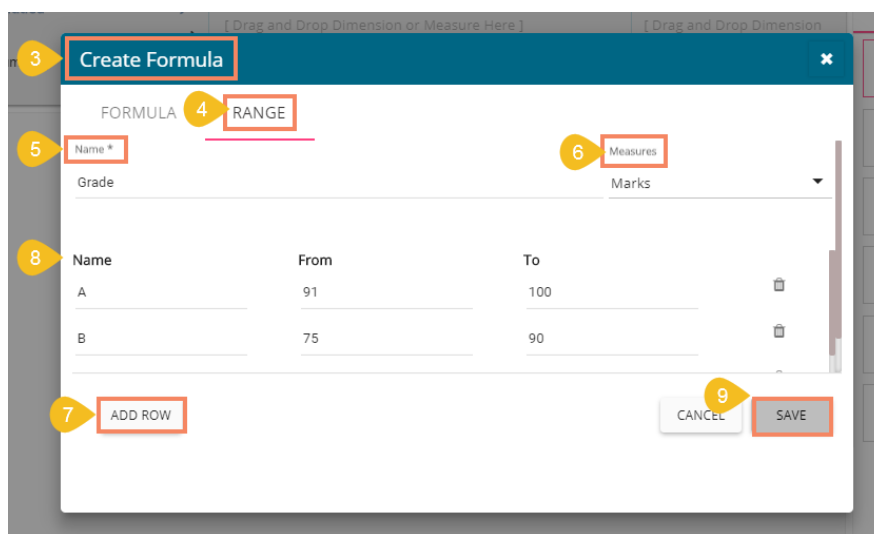 [ Drag and Drop Dimension or Measure Here ] [ Drag and Drop Dimension
3 Create Formula
FORMULA 4 RANGE
5 Name * 6 Measures
Grade Marks
8 Name From To
A 91 100
B 75 90
9
7 ADD ROW CANCEL SAVE